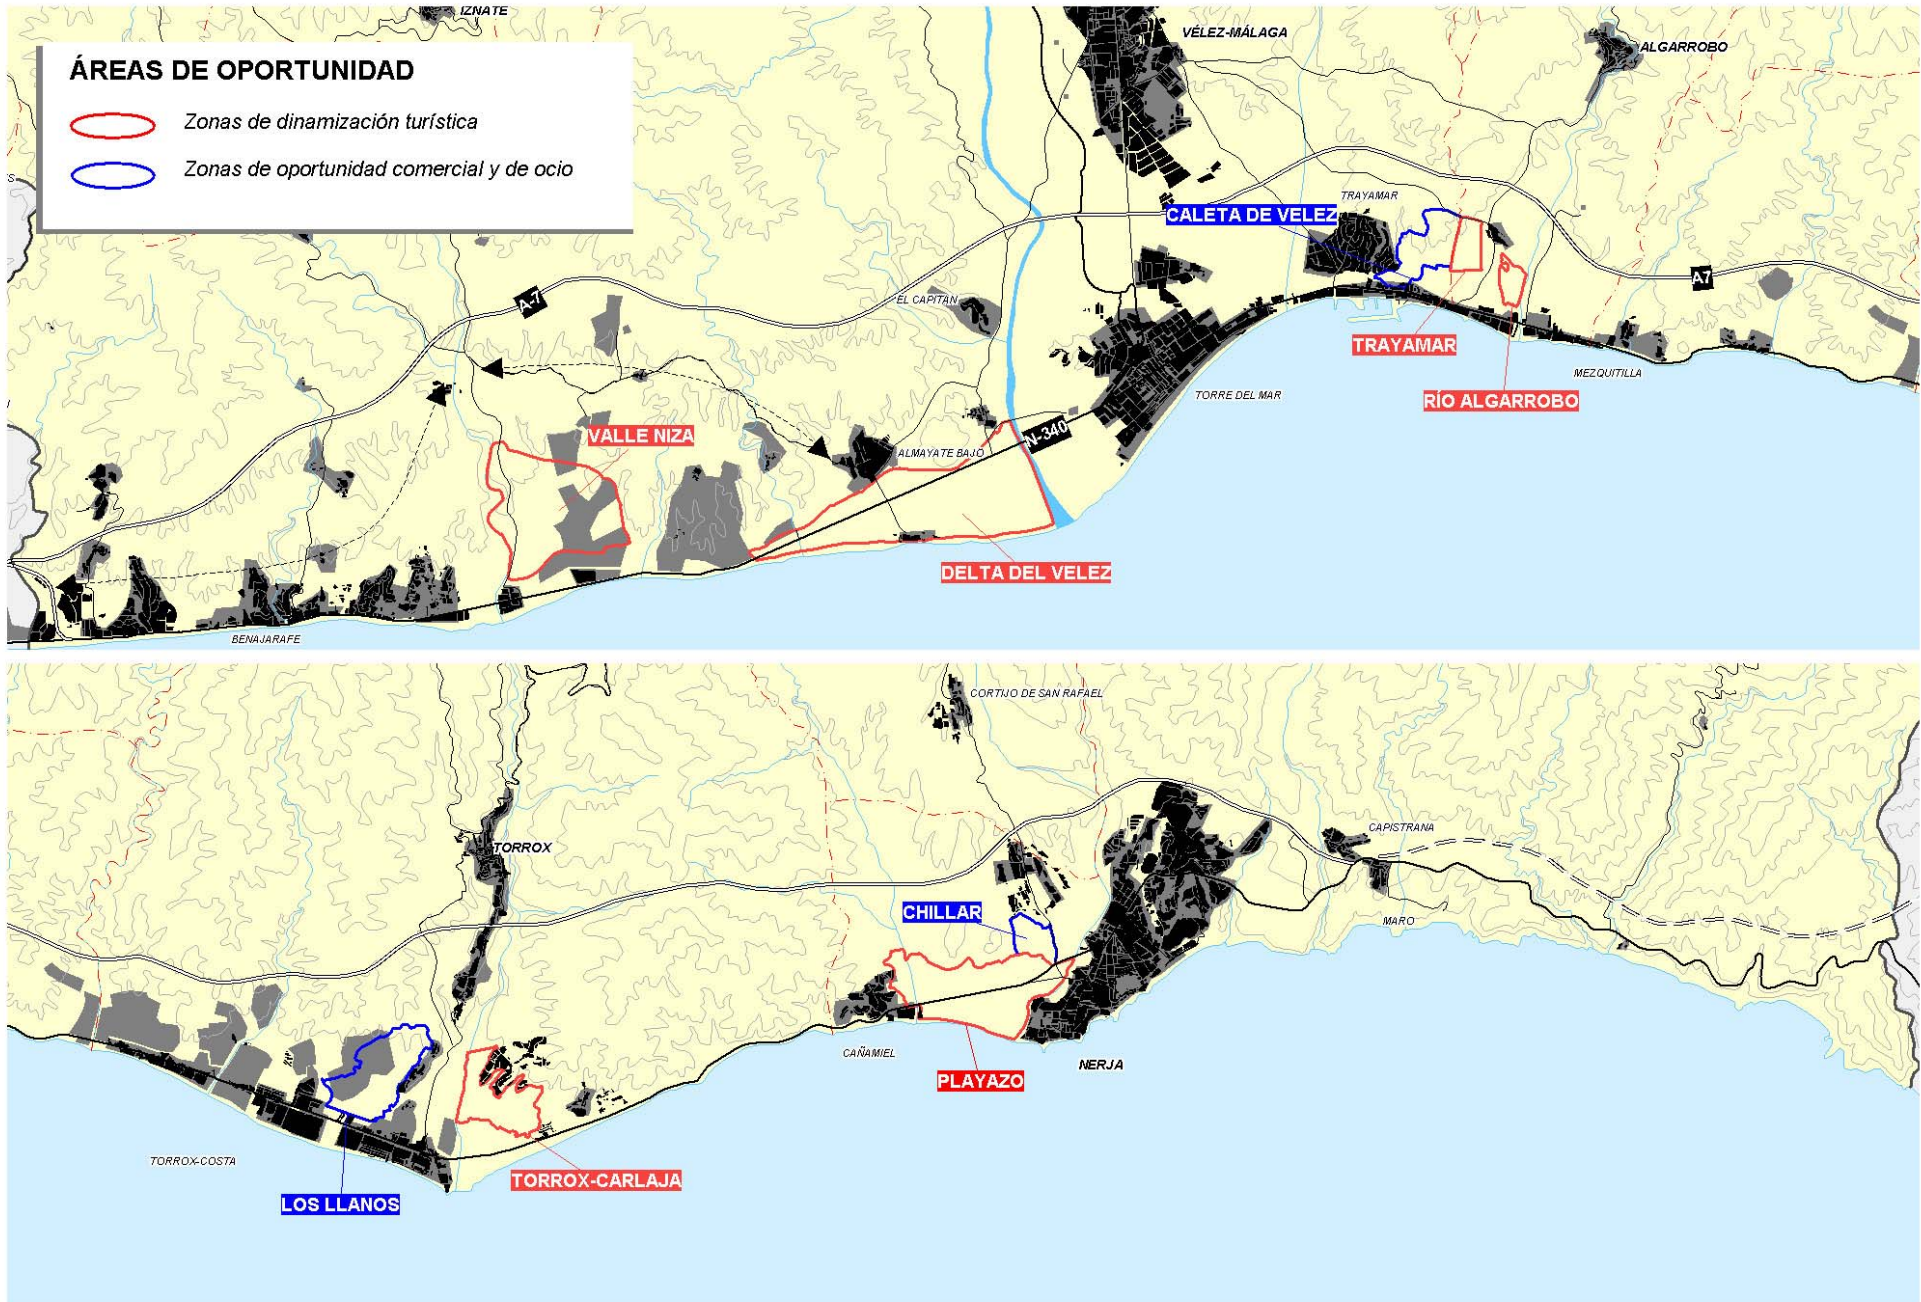 IZNATE
VÉLEZ-MÁLAGA
ALGARROBO
ÁREAS DE OPORTUNIDAD
Zonas de dinamización turística
Zonas de oportunidad comercial y de ocio
TRAYAMAR
CALETA DE VELEZ
A7
A-7
EL CAPITÁN
TRAYAMAR
MEZQUITILLA
TORRE DEL MAR
RÍO ALGARROBO
VALLE NIZA
N-340
ALMAYATE BAJO
DELTA DEL VELEZ
BENAJARAFE
CORTIJO DE SAN RAFAEL
CAPISTRANA
TORROX
CHILLAR
MARO
CAÑAMIEL
NERJA
PLAYAZO
TORROX-COSTA
TORROX-CARLAJA
LOS LLANOS